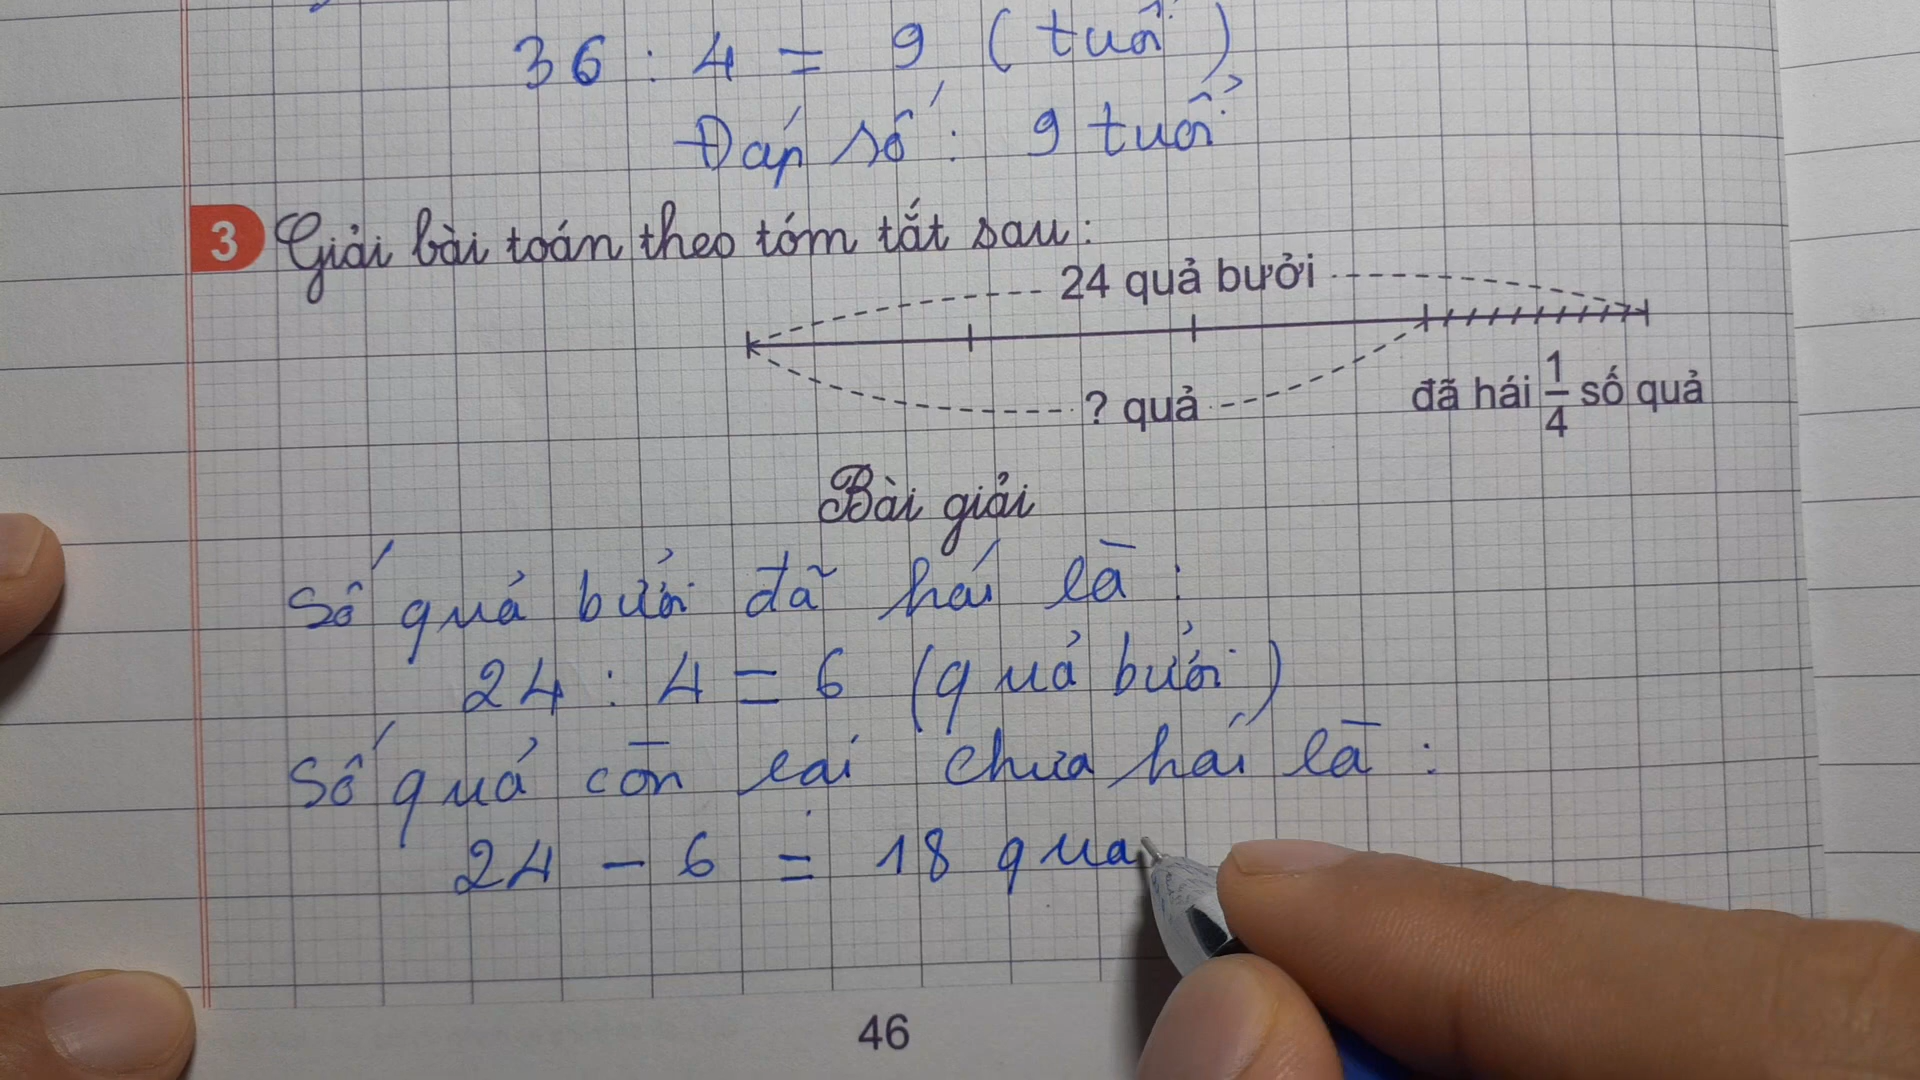 36 : 4 = 9 (tuổi)
Đáp số: 9 tuổi
3 Giải bài toán theo tóm tắt sau:
24 quả bưởi
? quả
đã hái 1/4 số quả
Bài giải
Số quả bưởi đã hái là:
24 : 4 = 6 (quả bưởi)
Số quả còn lại chưa hái là:
24 - 6 = 18 qua
46